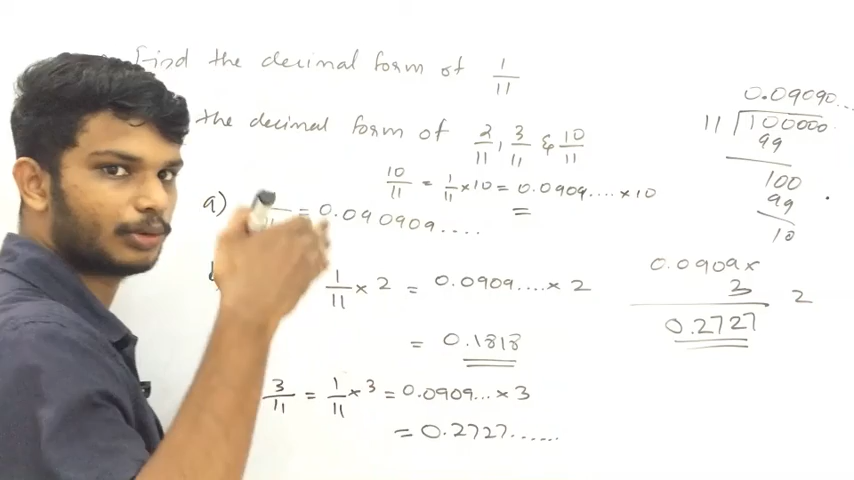 Find the decimal form of 1/11
the decimal form of 2/11, 3/11 & 10/11
10/11 = 1/11 × 10 = 0.0909.... × 10
=
a) = 0.090909....
1/11 × 2 = 0.0909.... × 2
= 0.1818
3/11 = 1/11 × 3 = 0.0909... × 3
= 0.2727......
0.09090...
11 100000
99
100
99
10
0.0909 ×
3
2
0.2727